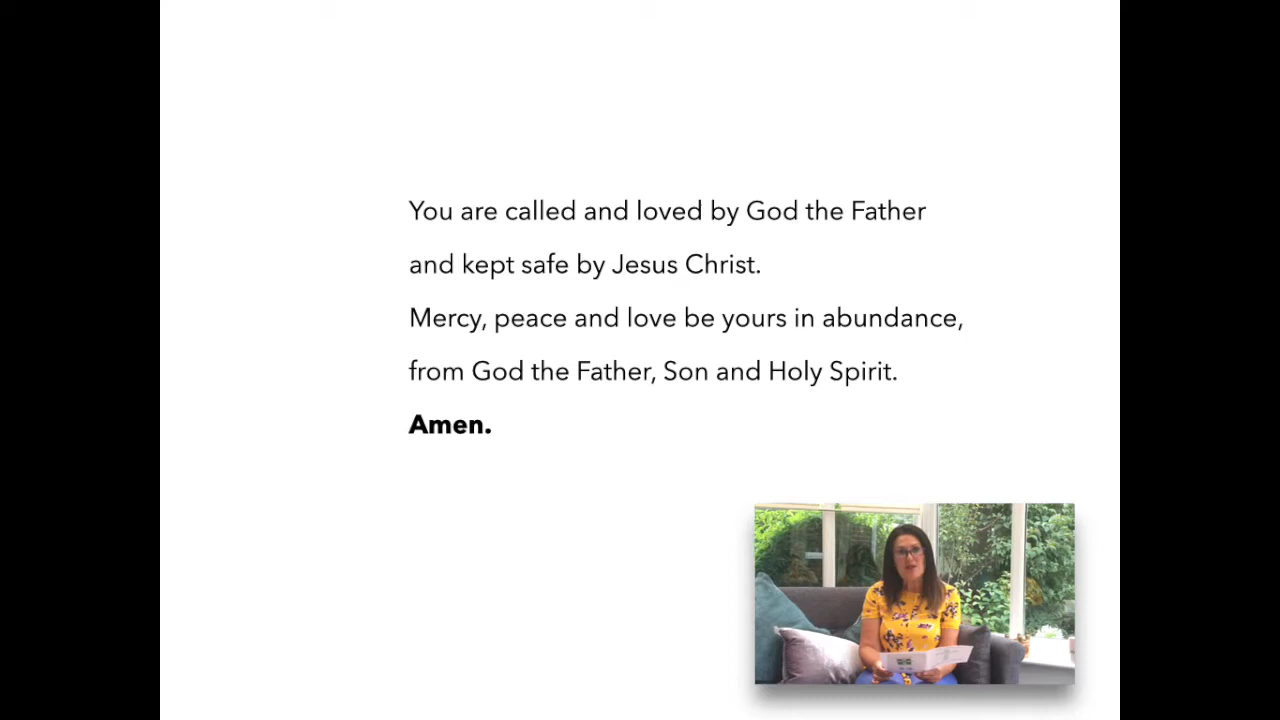 You are called and loved by God the Father
and kept safe by Jesus Christ.
Mercy, peace and love be yours in abundance,
from God the Father, Son and Holy Spirit.
Amen.